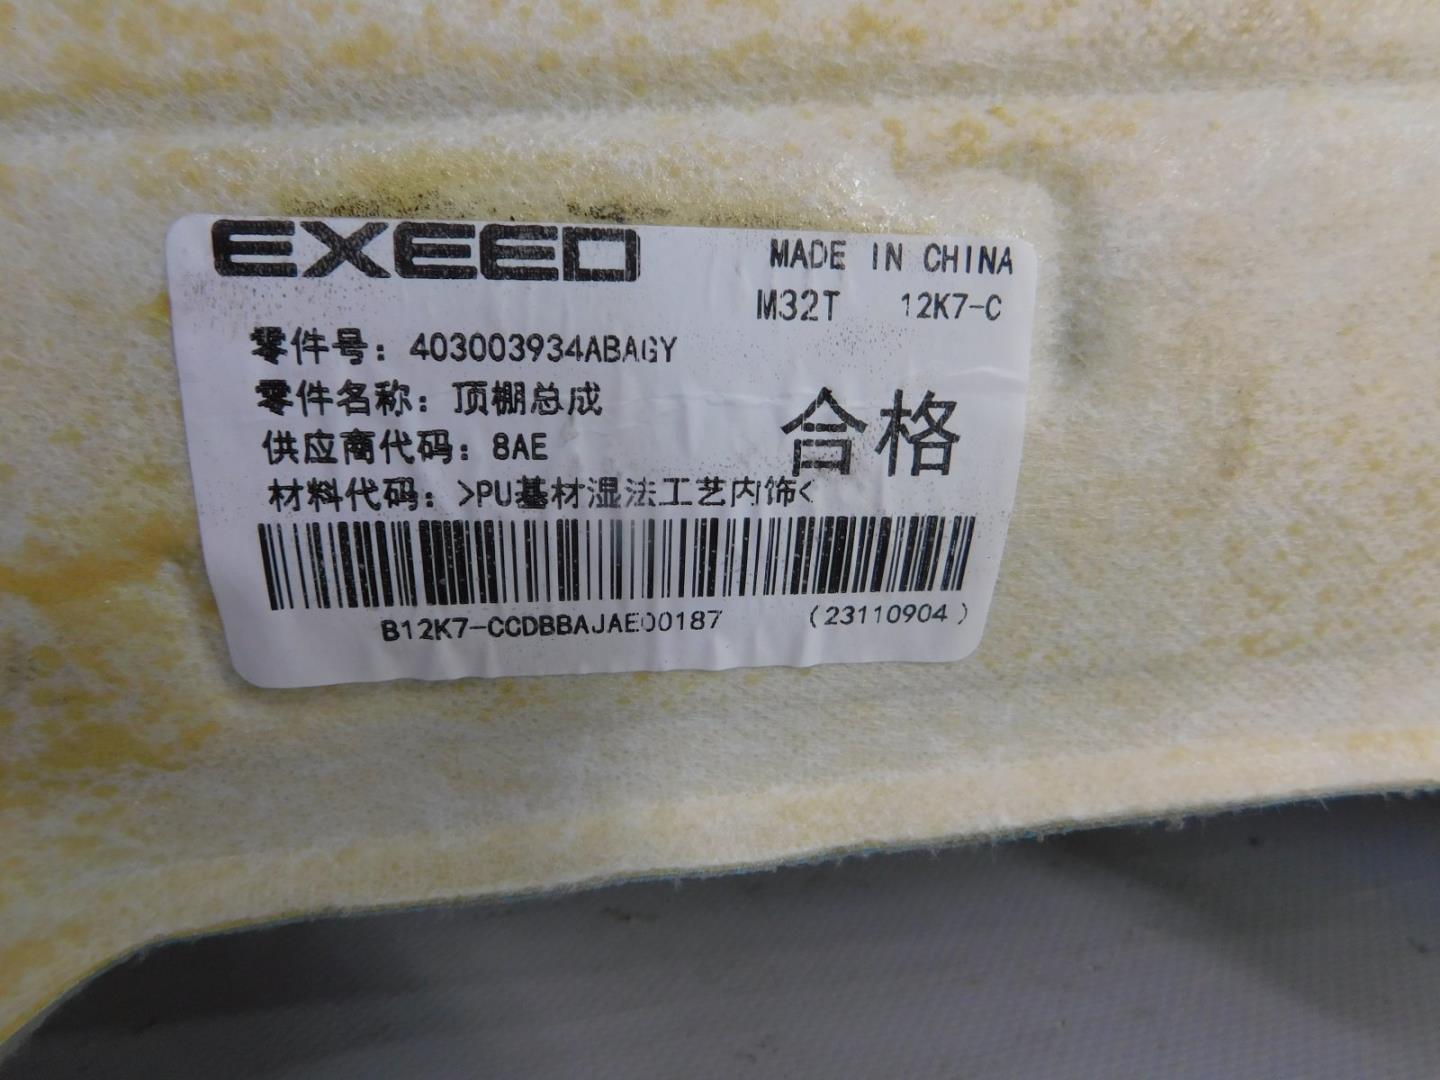 EXEED
MADE IN CHINA
M32T 12K7-C
零件号：403003934ABAGY
零件名称：顶棚总成
供应商代码：8AE
合格
材料代码：>PU基材湿法工艺内饰<
B12K7-CCDBBAJAE00187 (23110904)